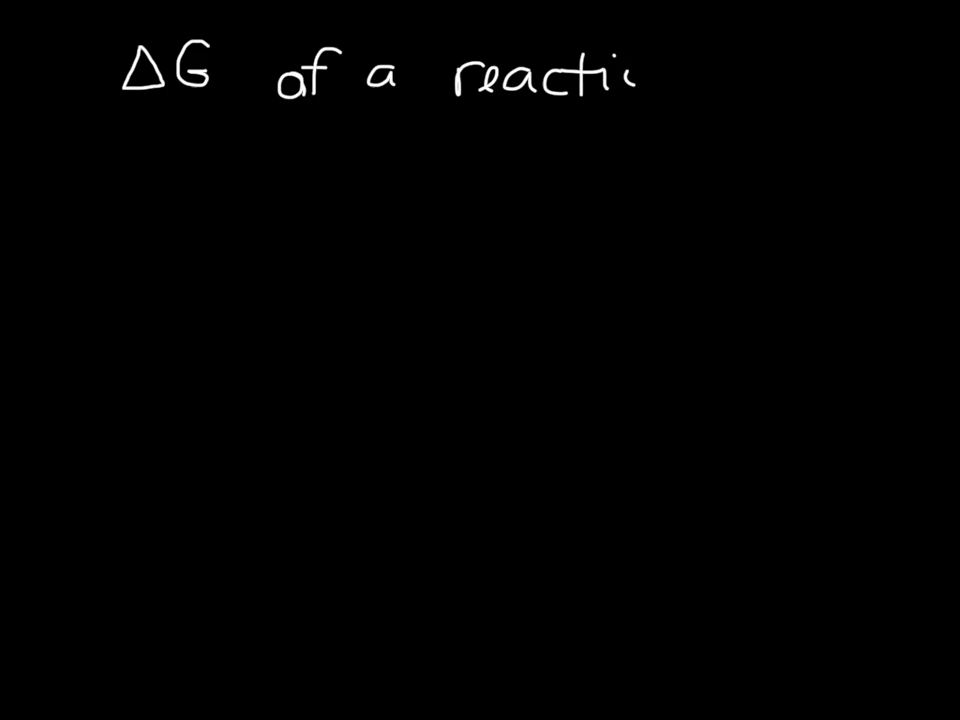 ΔG of a reacti